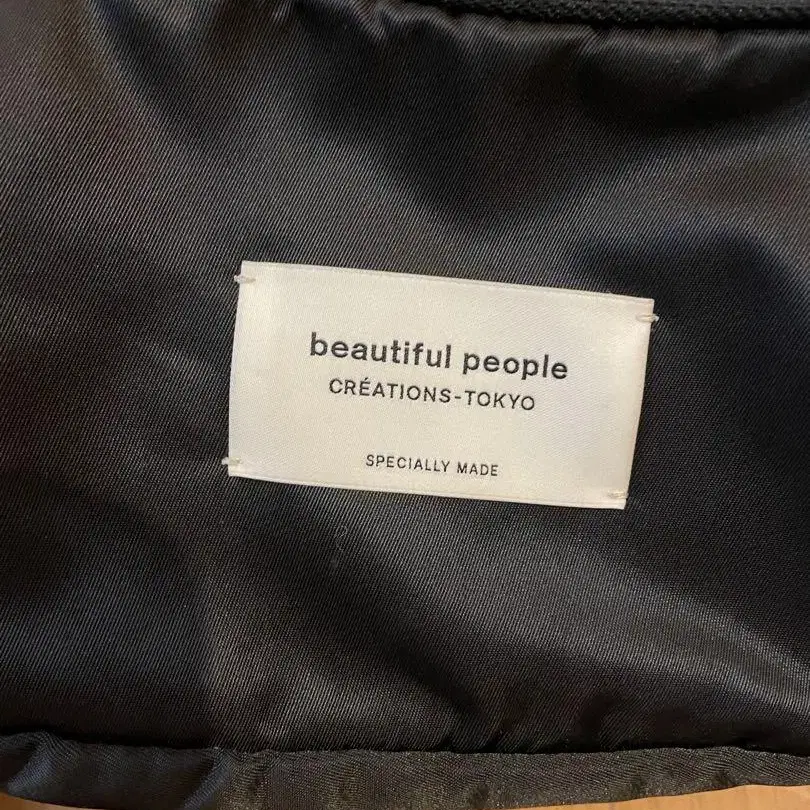 beautiful people
CRÉATIONS-TOKYO
SPECIALLY MADE